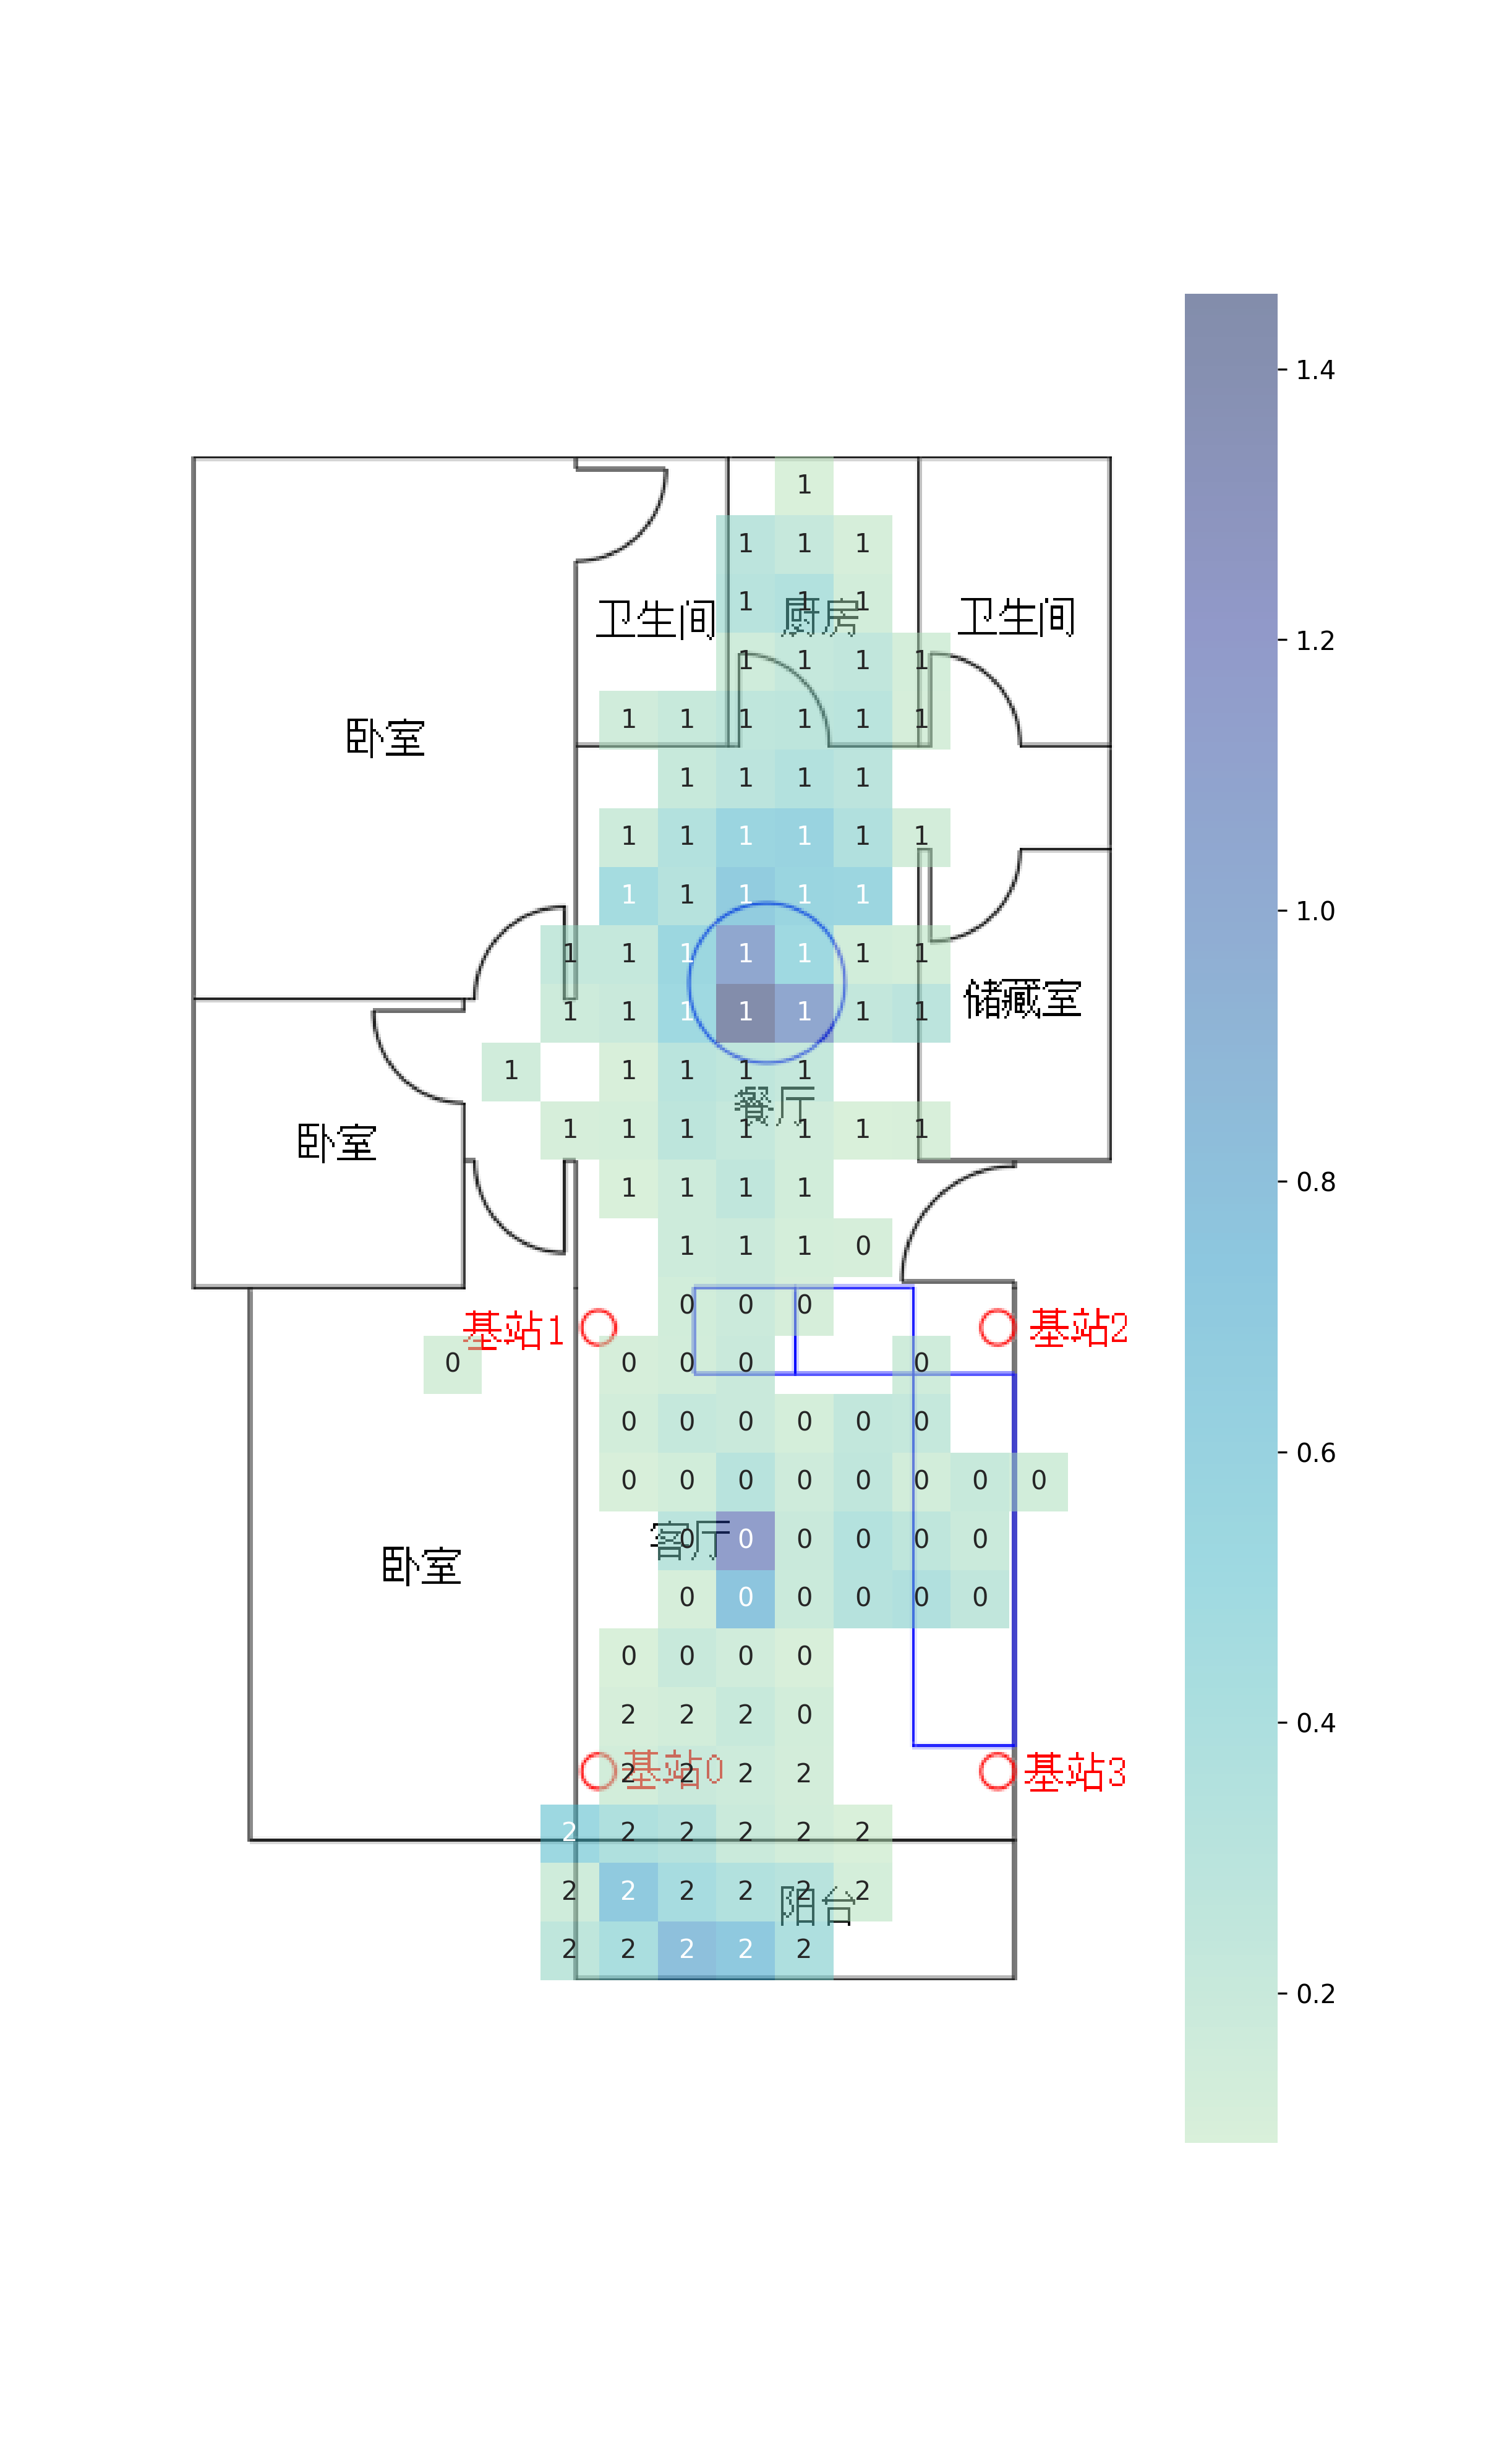 1
1 1 1
1.4
卫生间 1 1 1 厨房 卫生间
1 1 1 1
1.2
卧室 1 1 1 1 1 1
1 1 1 1
1 1 1 1 1 1
1 1 1 1 1
1.0
1 1 1 1 1 1 1
1 1 1 1 1 1 1 储藏室
1 1 1 1 1
餐厅
卧室 1 1 1 1 1 1 1
1 1 1 1
0.8
1 1 1 0
0 0 0
基站1 基站2
0 0 0 0 0
0 0 0 0 0 0
0.6
0 0 0 0 0 0 0 0
客厅 0 0 0 0 0 0
卧室
0 0 0 0 0 0
0 0 0 0
2 2 2 0
0.4
基站0 2 2 2 2 基站3
2 2 2 2 2 2
2 2 2 2 2 2 阳台
2 2 2 2 2
0.2